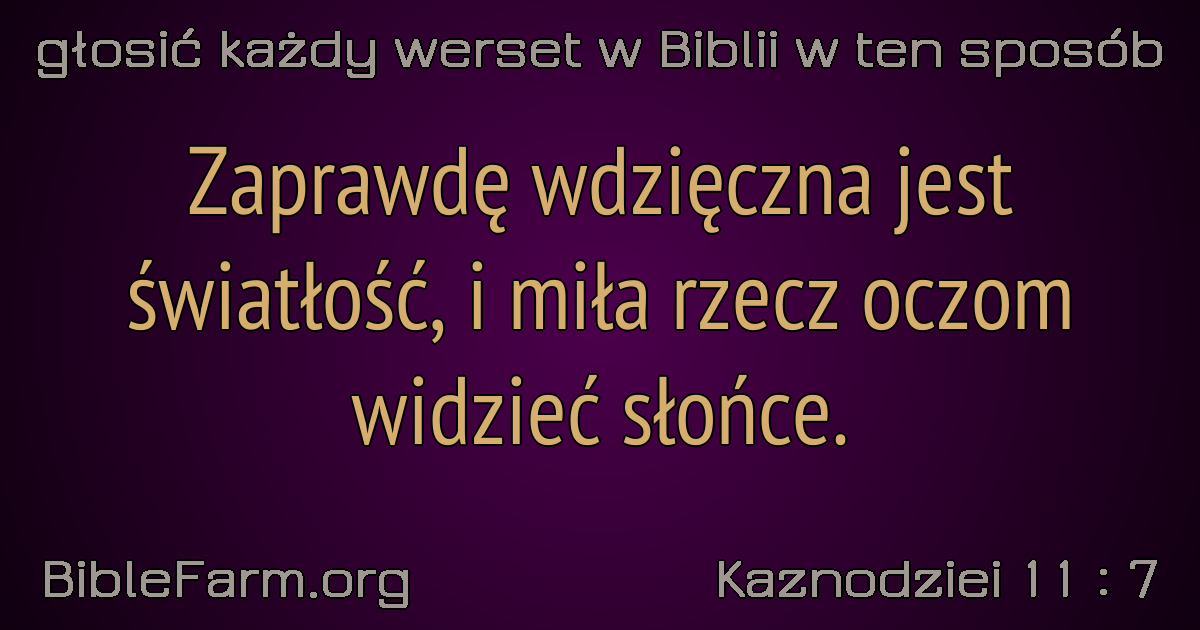 głosić każdy werset w Biblii w ten sposób
Zaprawdę wdzięczna jest
światłość, i miła rzecz oczom
widzieć słońce.
BibleFarm.org
Kaznodziei 11 : 7